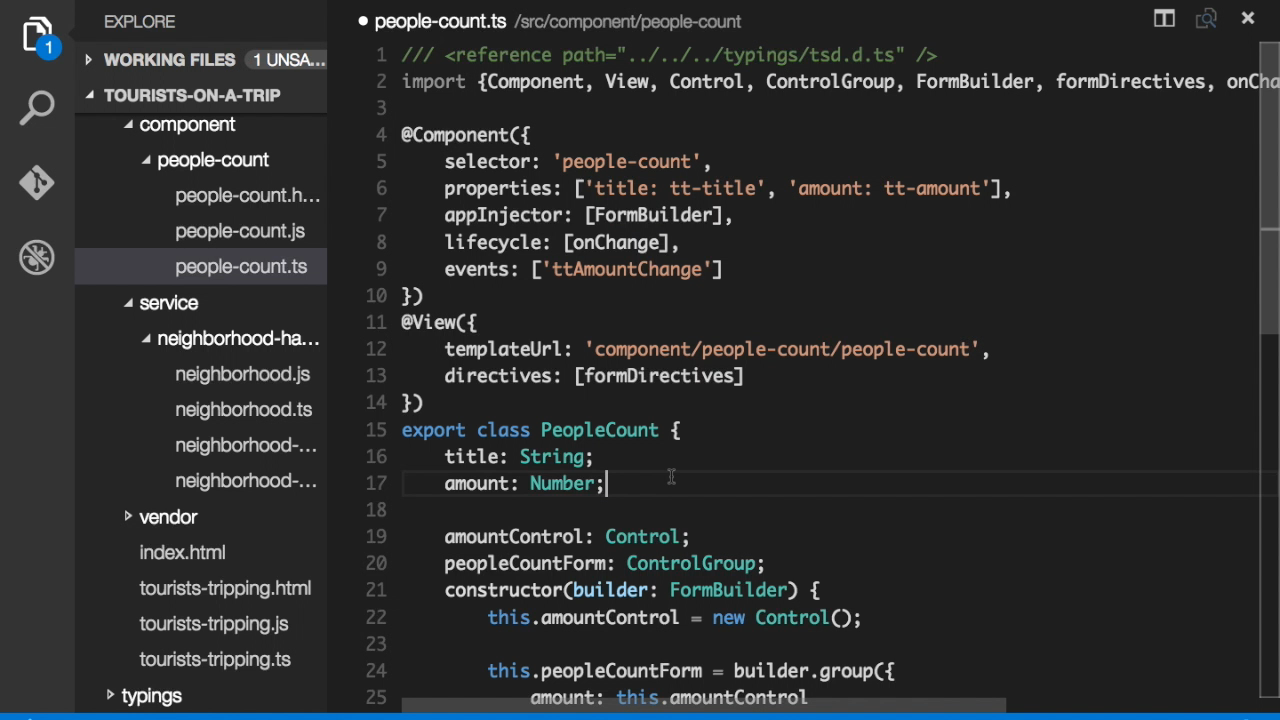 EXPLORE
1
WORKING FILES 1 UNSA...
TOURISTS-ON-A-TRIP
component
people-count
people-count.h...
people-count.js
people-count.ts
service
neighborhood-ha...
neighborhood.js
neighborhood.ts
neighborhood-...
neighborhood-...
vendor
index.html
tourists-tripping.html
tourists-tripping.js
tourists-tripping.ts
typings
people-count.ts /src/component/people-count
1 /// <reference path="../../../typings/tsd.d.ts" />
2 import {Component, View, Control, ControlGroup, FormBuilder, formDirectives, onCha
3
4 @Component({
5 selector: 'people-count',
6 properties: ['title: tt-title', 'amount: tt-amount'],
7 appInjector: [FormBuilder],
8 lifecycle: [onChange],
9 events: ['ttAmountChange']
10 })
11 @View({
12 templateUrl: 'component/people-count/people-count',
13 directives: [formDirectives]
14 })
15 export class PeopleCount {
16 title: String;
17 amount: Number;
18
19 amountControl: Control;
20 peopleCountForm: ControlGroup;
21 constructor(builder: FormBuilder) {
22 this.amountControl = new Control();
23
24 this.peopleCountForm = builder.group({
25 amount: this.amountControl